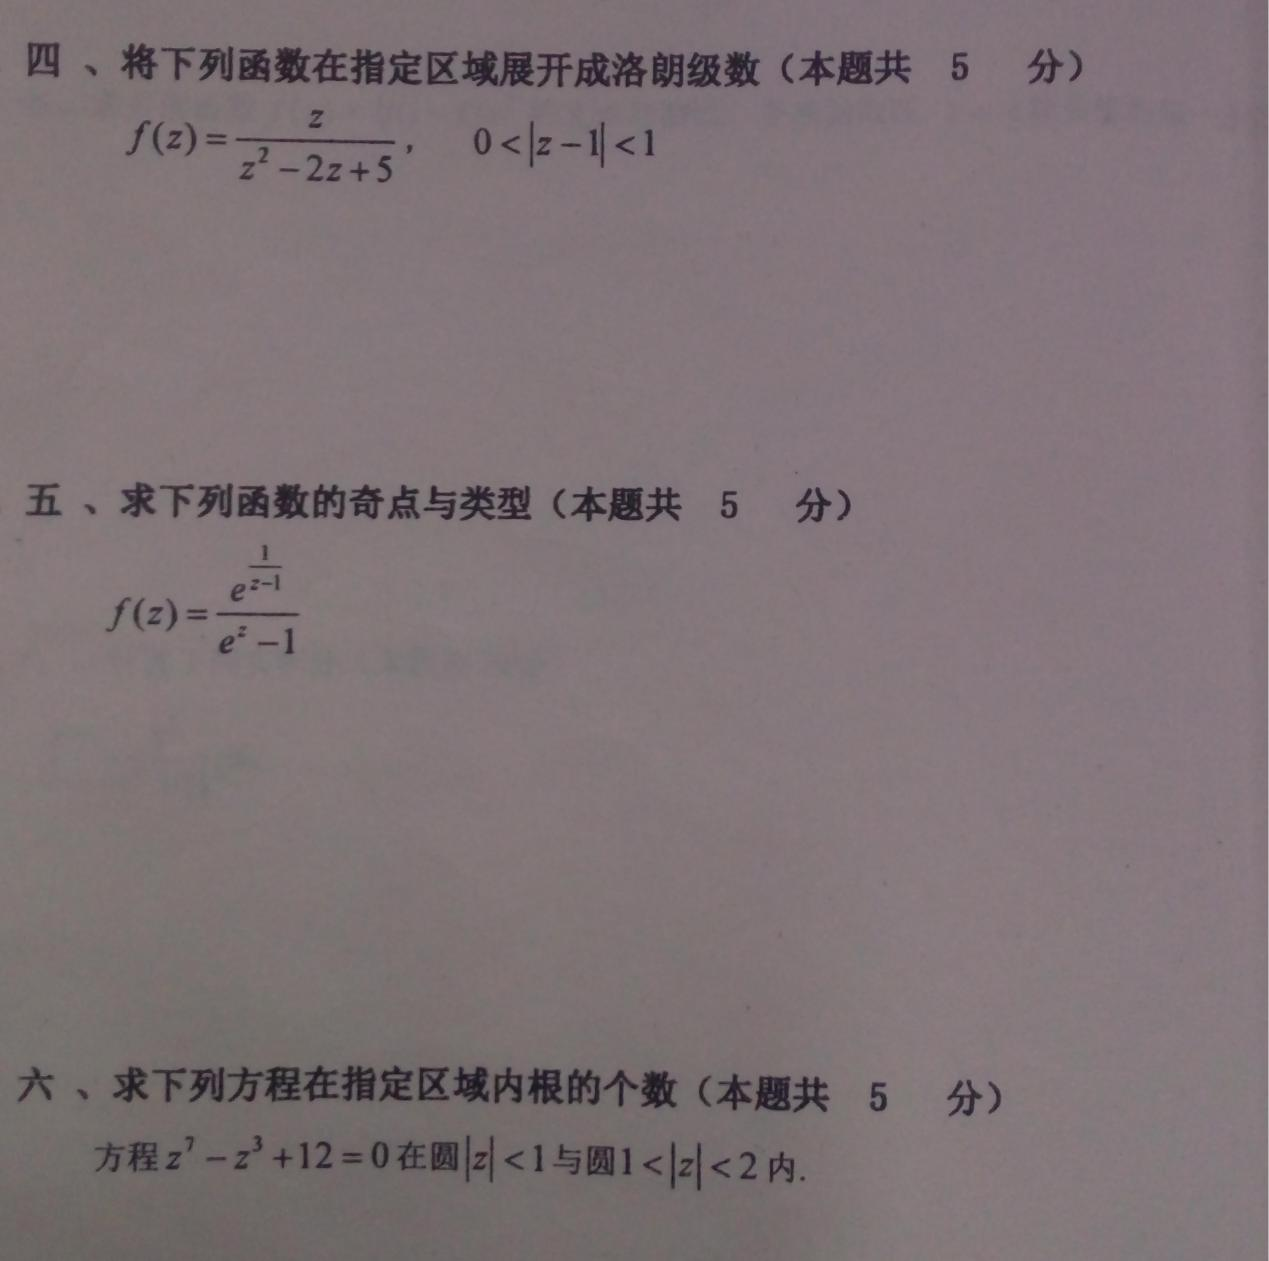 四 、将下列函数在指定区域展开成洛朗级数（本题共 5 分）
f(z) = z / (z² − 2z + 5)， 0 < |z − 1| < 1
五 、求下列函数的奇点与类型（本题共 5 分）
f(z) = e^(1/(z−1)) / (e^z − 1)
六 、求下列方程在指定区域内根的个数（本题共 5 分）
方程 z⁷ − z³ + 12 = 0 在圆 |z| < 1 与圆 1 < |z| < 2 内.